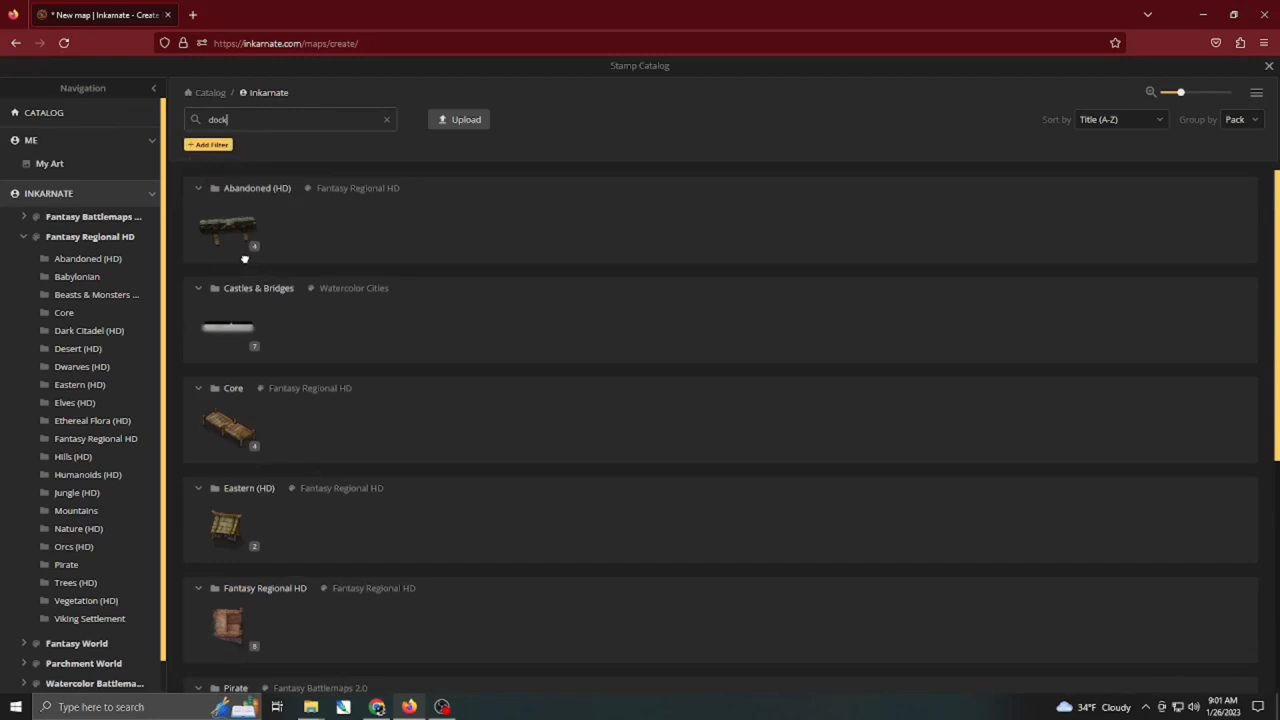 * New map | Inkarnate - Create
https://inkarnate.com/maps/create/
Stamp Catalog
Navigation
Catalog / Inkarnate
dock
Upload
Sort by Title (A-Z) Group by Pack
+ Add Filter
CATALOG
ME
My Art
INKARNATE
Fantasy Battlemaps ...
Fantasy Regional HD
Abandoned (HD)
Babylonian
Beasts & Monsters ...
Core
Dark Citadel (HD)
Desert (HD)
Dwarves (HD)
Eastern (HD)
Elves (HD)
Ethereal Flora (HD)
Fantasy Regional HD
Hills (HD)
Humanoids (HD)
Jungle (HD)
Mountains
Nature (HD)
Orcs (HD)
Pirate
Trees (HD)
Vegetation (HD)
Viking Settlement
Fantasy World
Parchment World
Watercolor Battlema...
Abandoned (HD) Fantasy Regional HD
4
Castles & Bridges Watercolor Cities
7
Core Fantasy Regional HD
4
Eastern (HD) Fantasy Regional HD
2
Fantasy Regional HD Fantasy Regional HD
8
Pirate Fantasy Battlemaps 2.0
Type here to search
34°F Cloudy
9:01 AM
1/26/2023